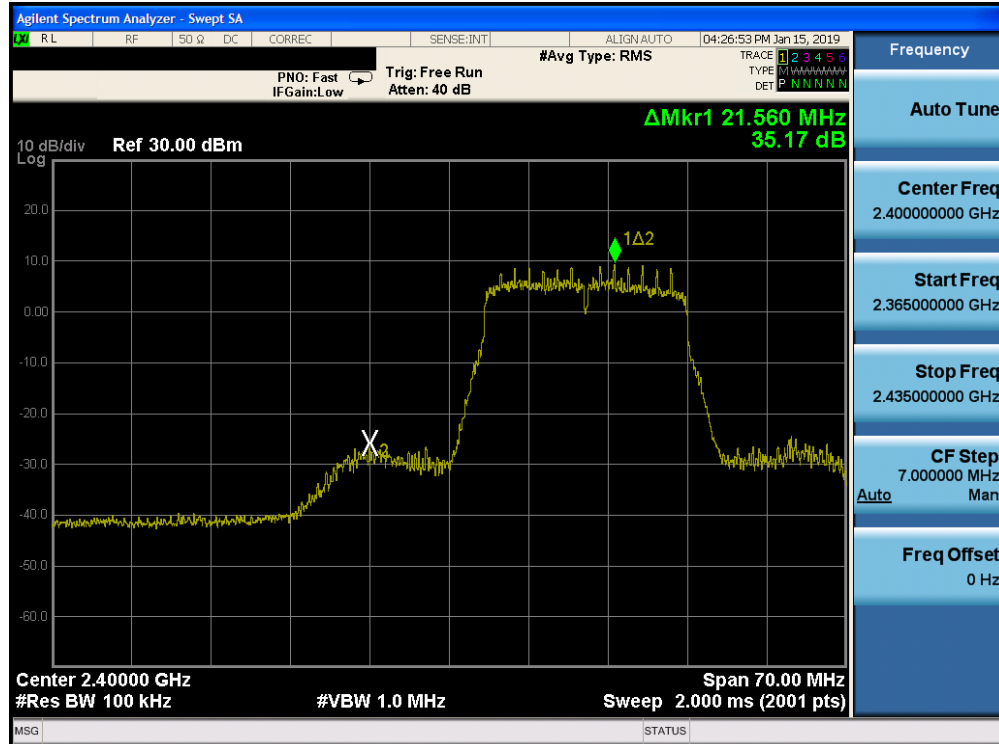 Agilent Spectrum Analyzer - Swept SA
LXI RL RF 50 Ω DC CORREC SENSE:INT ALIGN AUTO 04:26:53 PM Jan 15, 2019
#Avg Type: RMS
TRACE 1 2 3 4 5 6
PNO: Fast Trig: Free Run
TYPE M WWWWW
IFGain:Low Atten: 40 dB
DET P N N N N N
ΔMkr1 21.560 MHz
35.17 dB
10 dB/div Ref 30.00 dBm
Log
20.0
10.0
0.00
-10.0
-20.0
-30.0
-40.0
-50.0
-60.0
1Δ2
X2
Center 2.40000 GHz Span 70.00 MHz
#Res BW 100 kHz #VBW 1.0 MHz Sweep 2.000 ms (2001 pts)
MSG STATUS
Frequency
Auto Tune
Center Freq
2.400000000 GHz
Start Freq
2.365000000 GHz
Stop Freq
2.435000000 GHz
CF Step
7.000000 MHz
Auto Man
Freq Offset
0 Hz